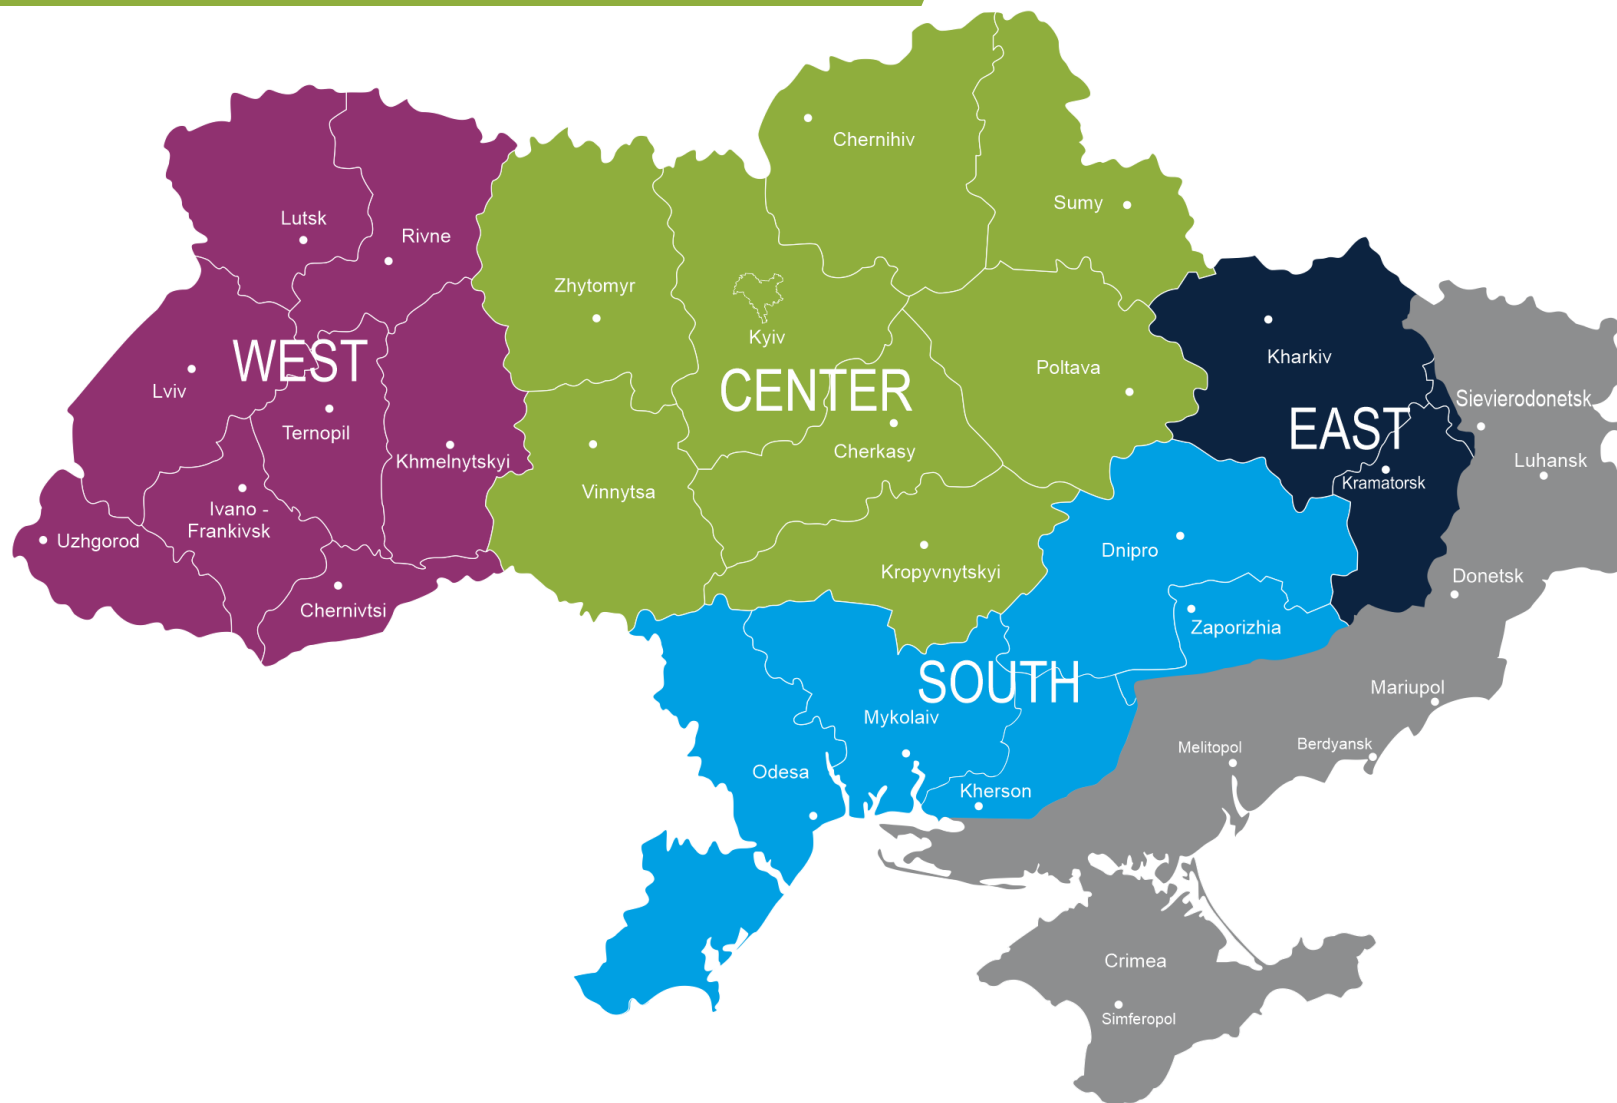 Chernihiv
Sumy
Lutsk
Rivne
Zhytomyr
Kyiv
WEST
Kharkiv
Lviv
CENTER
Poltava
Sievierodonetsk
Ternopil
EAST
Khmelnytskyi
Cherkasy
Luhansk
Vinnytsa
Kramatorsk
Ivano -
Frankivsk
Uzhgorod
Dnipro
Kropyvnytskyi
Donetsk
Chernivtsi
Zaporizhia
SOUTH
Mariupol
Mykolaiv
Melitopol
Berdyansk
Odesa
Kherson
Crimea
Simferopol